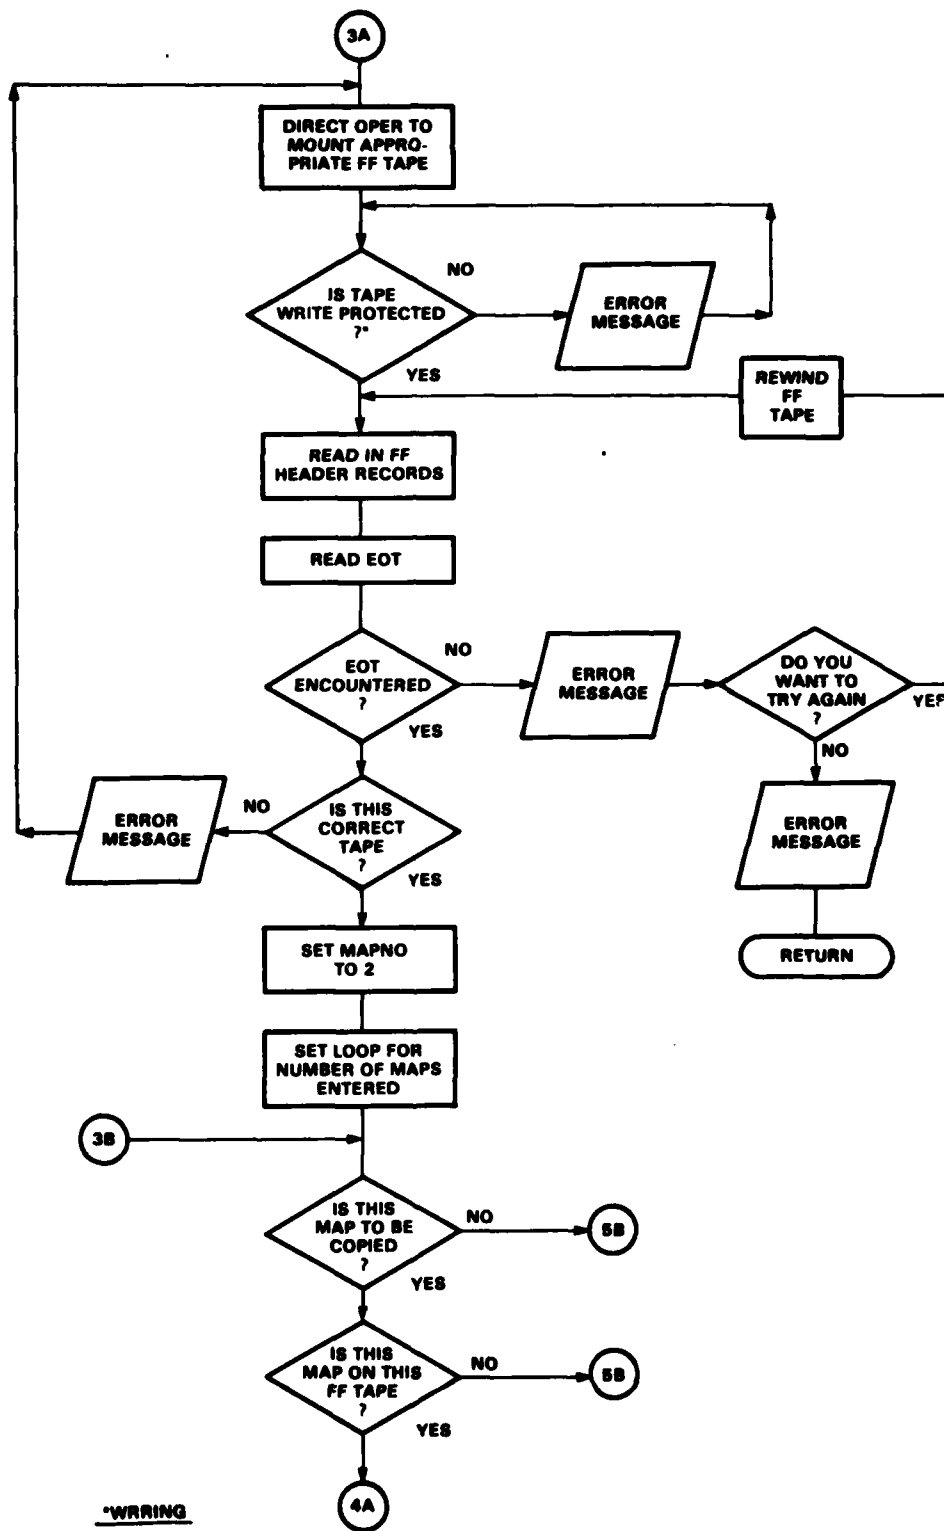 3A
DIRECT OPER TO
MOUNT APPRO-
PRIATE FF TAPE
NO
IS TAPE
WRITE PROTECTED
?*
ERROR
MESSAGE
YES
REWIND
FF
TAPE
READ IN FF
HEADER RECORDS
READ EOT
NO
EOT
ENCOUNTERED
?
ERROR
MESSAGE
DO YOU
WANT TO
TRY AGAIN
?
YES
YES
NO
NO
ERROR
MESSAGE
IS THIS
CORRECT
TAPE
?
ERROR
MESSAGE
YES
SET MAPNO
TO 2
RETURN
SET LOOP FOR
NUMBER OF MAPS
ENTERED
3B
IS THIS
MAP TO BE
COPIED
?
NO
5B
YES
IS THIS
MAP ON THIS
FF TAPE
?
NO
5B
YES
*WRRING
4A